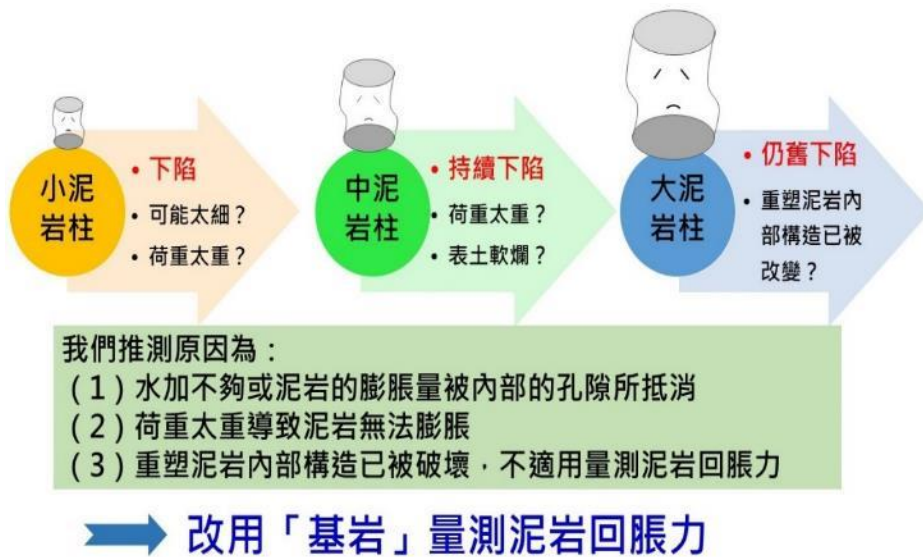 小泥
岩柱
• 下陷
• 可能太細？
• 荷重太重？
中泥
岩柱
• 持續下陷
• 荷重太重？
• 表土軟爛？
大泥
岩柱
• 仍舊下陷
• 重塑泥岩內
部構造已被
改變？
我們推測原因為：
（1）水加不夠或泥岩的膨脹量被內部的孔隙所抵消
（2）荷重太重導致泥岩無法膨脹
（3）重塑泥岩內部構造已被破壞，不適用量測泥岩回脹力
改用「基岩」量測泥岩回脹力